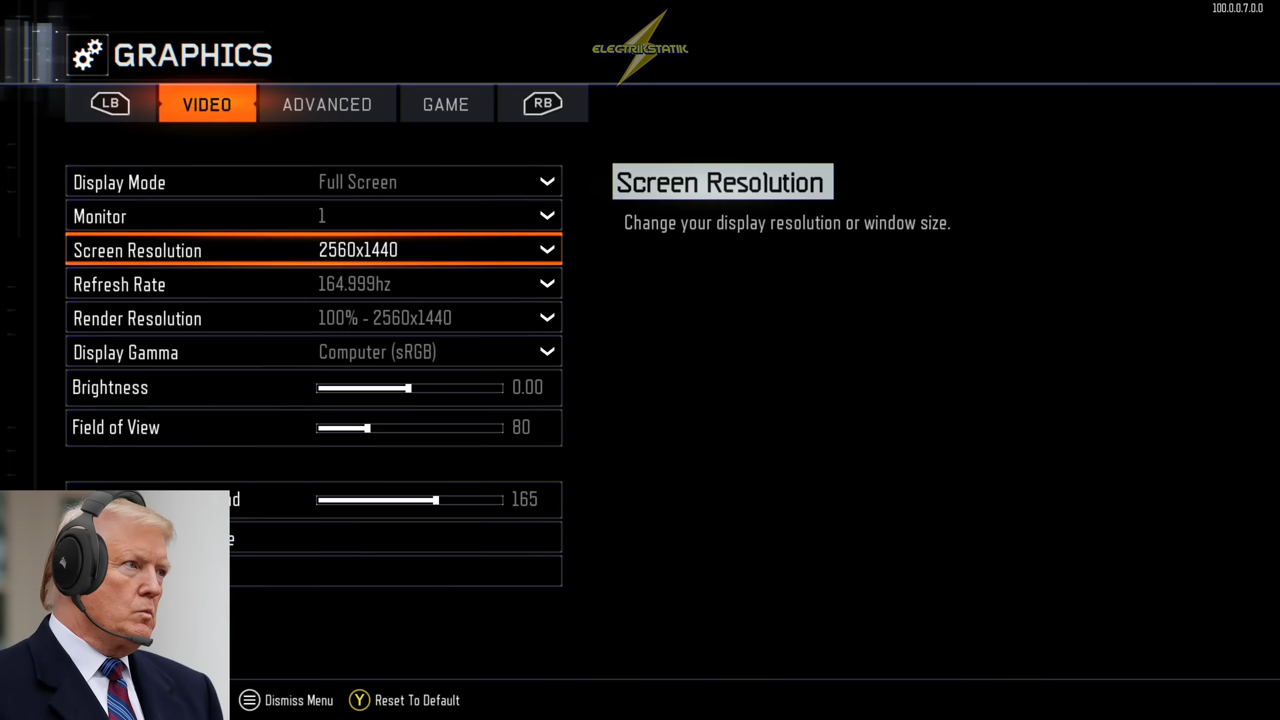 100.0.0.7.0.0
GRAPHICS
ELECTRIKSTATIK
LB VIDEO ADVANCED GAME RB
Display Mode Full Screen
Monitor 1
Screen Resolution 2560x1440
Refresh Rate 164.999hz
Render Resolution 100% - 2560x1440
Display Gamma Computer (sRGB)
Brightness 0.00
Field of View 80
165
Screen Resolution
Change your display resolution or window size.
Dismiss Menu Y Reset To Default